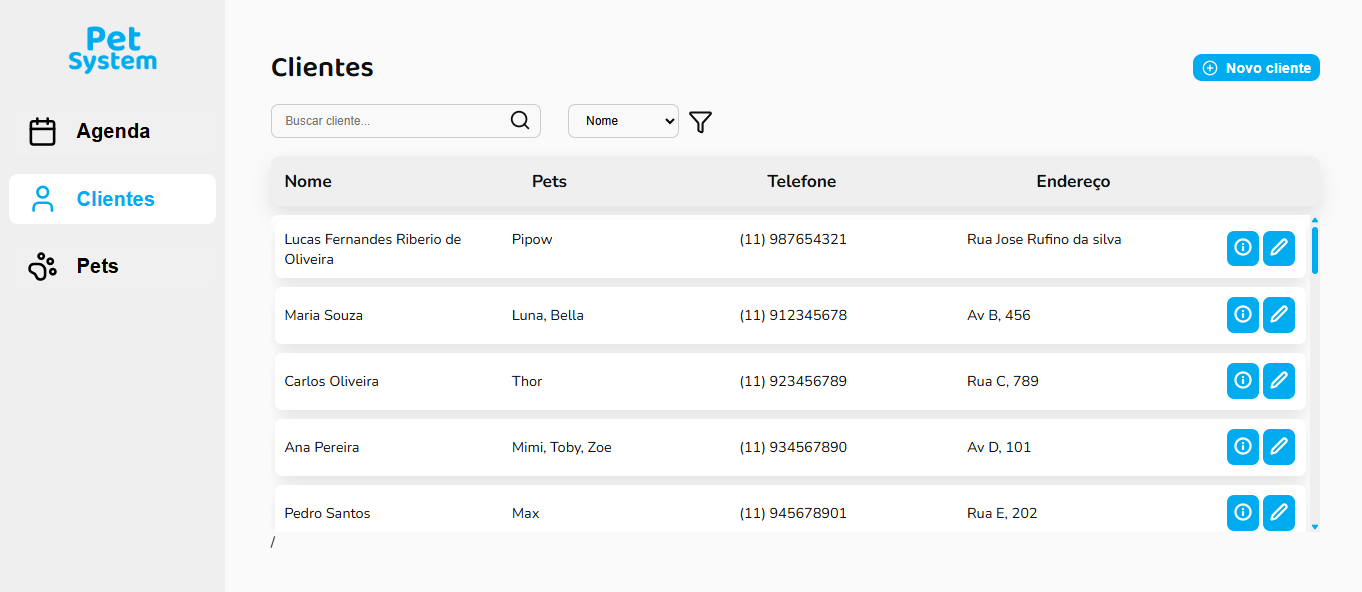 Pet
System
Agenda
Clientes
Pets
Clientes
Novo cliente
Buscar cliente...
Nome
Nome Pets Telefone Endereço
Lucas Fernandes Riberio de Pipow (11) 987654321 Rua Jose Rufino da silva
Oliveira
Maria Souza Luna, Bella (11) 912345678 Av B, 456
Carlos Oliveira Thor (11) 923456789 Rua C, 789
Ana Pereira Mimi, Toby, Zoe (11) 934567890 Av D, 101
Pedro Santos Max (11) 945678901 Rua E, 202
/